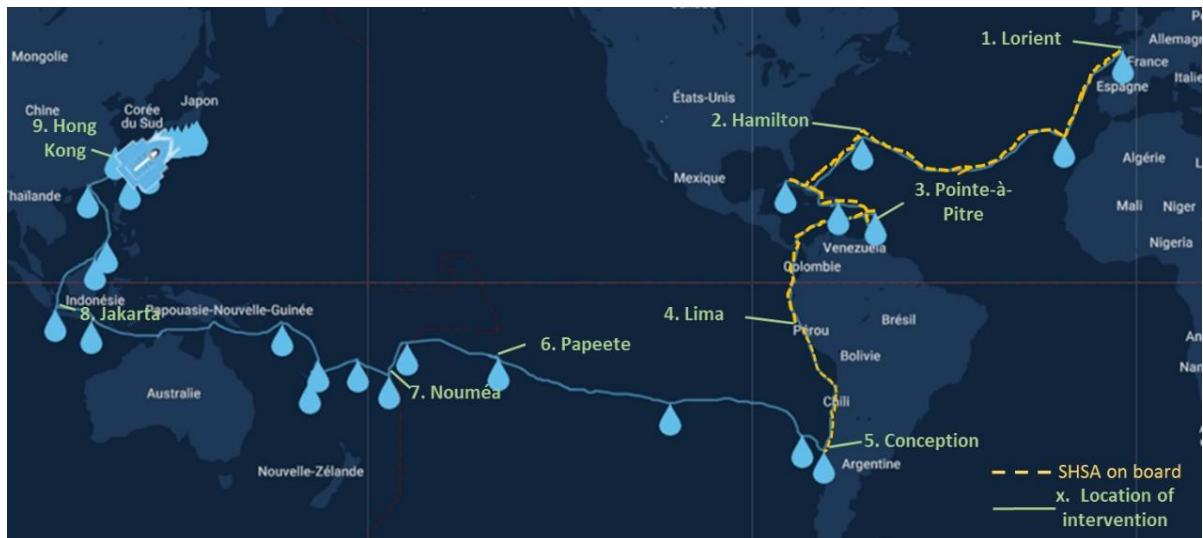 1. Lorient
Allemagne
Mongolie
France
Italie
Espagne
Chine
Corée
du Sud
Japon
États-Unis
2. Hamilton
9. Hong
Kong
Algérie
Thaïlande
Mexique
3. Pointe-à-
Pitre
Mali
Niger
Venezuela
Nigeria
Colombie
Indonésie
8. Jakarta
Papouasie-Nouvelle-Guinée
4. Lima
Pérou
Brésil
6. Papeete
Bolivie
7. Nouméa
Australie
Chili
5. Conception
Nouvelle-Zélande
Argentine
SHSA on board
x. Location of
intervention